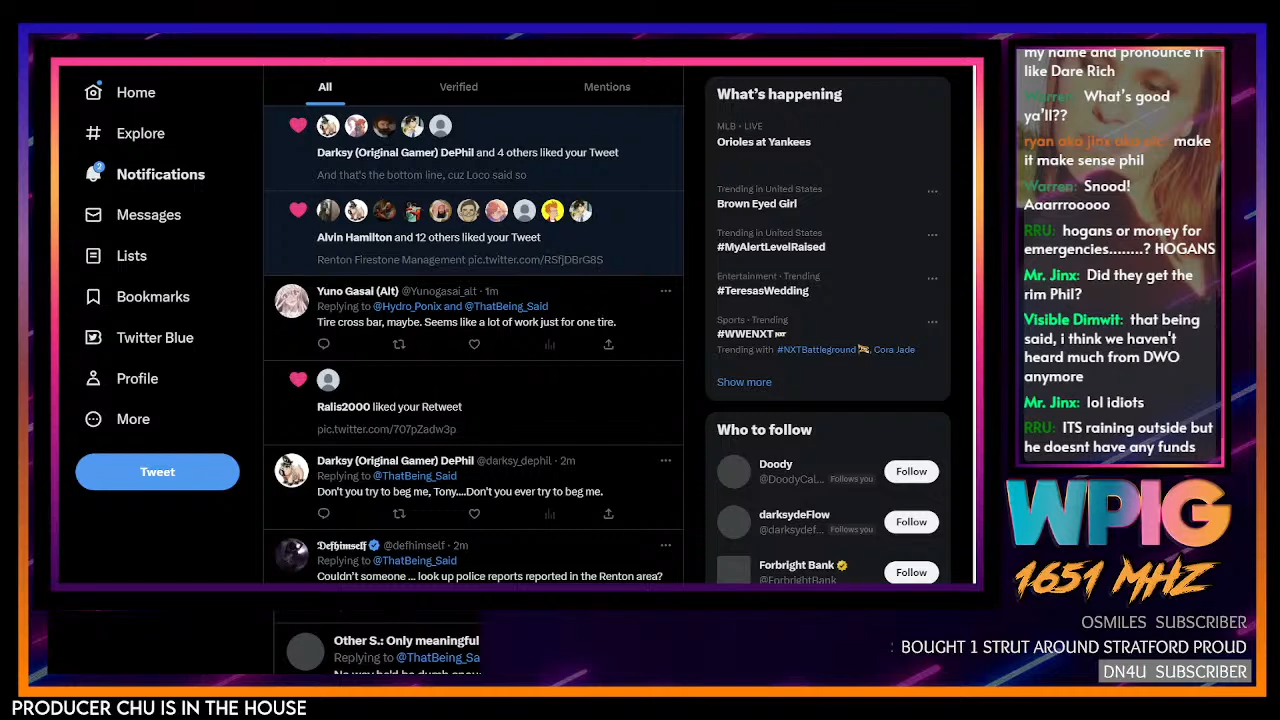 Home
Explore
2
Notifications
Messages
Lists
Bookmarks
Twitter Blue
Profile
More
Tweet
All
Verified
Mentions
Darksy (Original Gamer) DePhil and 4 others liked your Tweet
And that's the bottom line, cuz Loco said so
Alvin Hamilton and 12 others liked your Tweet
Renton Firestone Management pic.twitter.com/RSfjDBrG8S
Yuno Gasai (Alt) @Yunogasai_alt · 1m
Replying to @Hydro_Ponix and @ThatBeing_Said
Tire cross bar, maybe. Seems like a lot of work just for one tire.
Ralis2000 liked your Retweet
pic.twitter.com/707pZadw3p
Darksy (Original Gamer) DePhil @darksy_dephil · 2m
Replying to @ThatBeing_Said
Don't you try to beg me, Tony....Don't you ever try to beg me.
Defhimself @defhimself · 2m
Replying to @ThatBeing_Said
Couldn't someone ... look up police reports reported in the Renton area?
Other S.: Only meaningful
Replying to @ThatBeing_Sa
What's happening
MLB · LIVE
Orioles at Yankees
Trending in United States
Brown Eyed Girl
Trending in United States
#MyAlertLevelRaised
Entertainment · Trending
#TeresasWedding
Sports · Trending
#WWENXT
Trending with #NXTBattleground, Cora Jade
Show more
Who to follow
Doody
@DoodyCal... Follows you
Follow
darksydeFlow
@darksydef... Follows you
Follow
Forbright Bank
@ForbrightBank
Follow
my name and pronounce it
like Dare Rich
Warren: What's good
ya'll??
ryan aka jinx aka pic: make
it make sense phil
Warren: Snood!
Aaarrrooooo
RRU: hogans or money for
emergencies........? HOGANS
Mr. Jinx: Did they get the
rim Phil?
Visible Dimwit: that being
said, i think we haven't
heard much from DWO
anymore
Mr. Jinx: lol idiots
RRU: ITS raining outside but
he doesnt have any funds
WPIG
1651 MHZ
OSMILES SUBSCRIBER
: BOUGHT 1 STRUT AROUND STRATFORD PROUD
DN4U SUBSCRIBER
PRODUCER CHU IS IN THE HOUSE